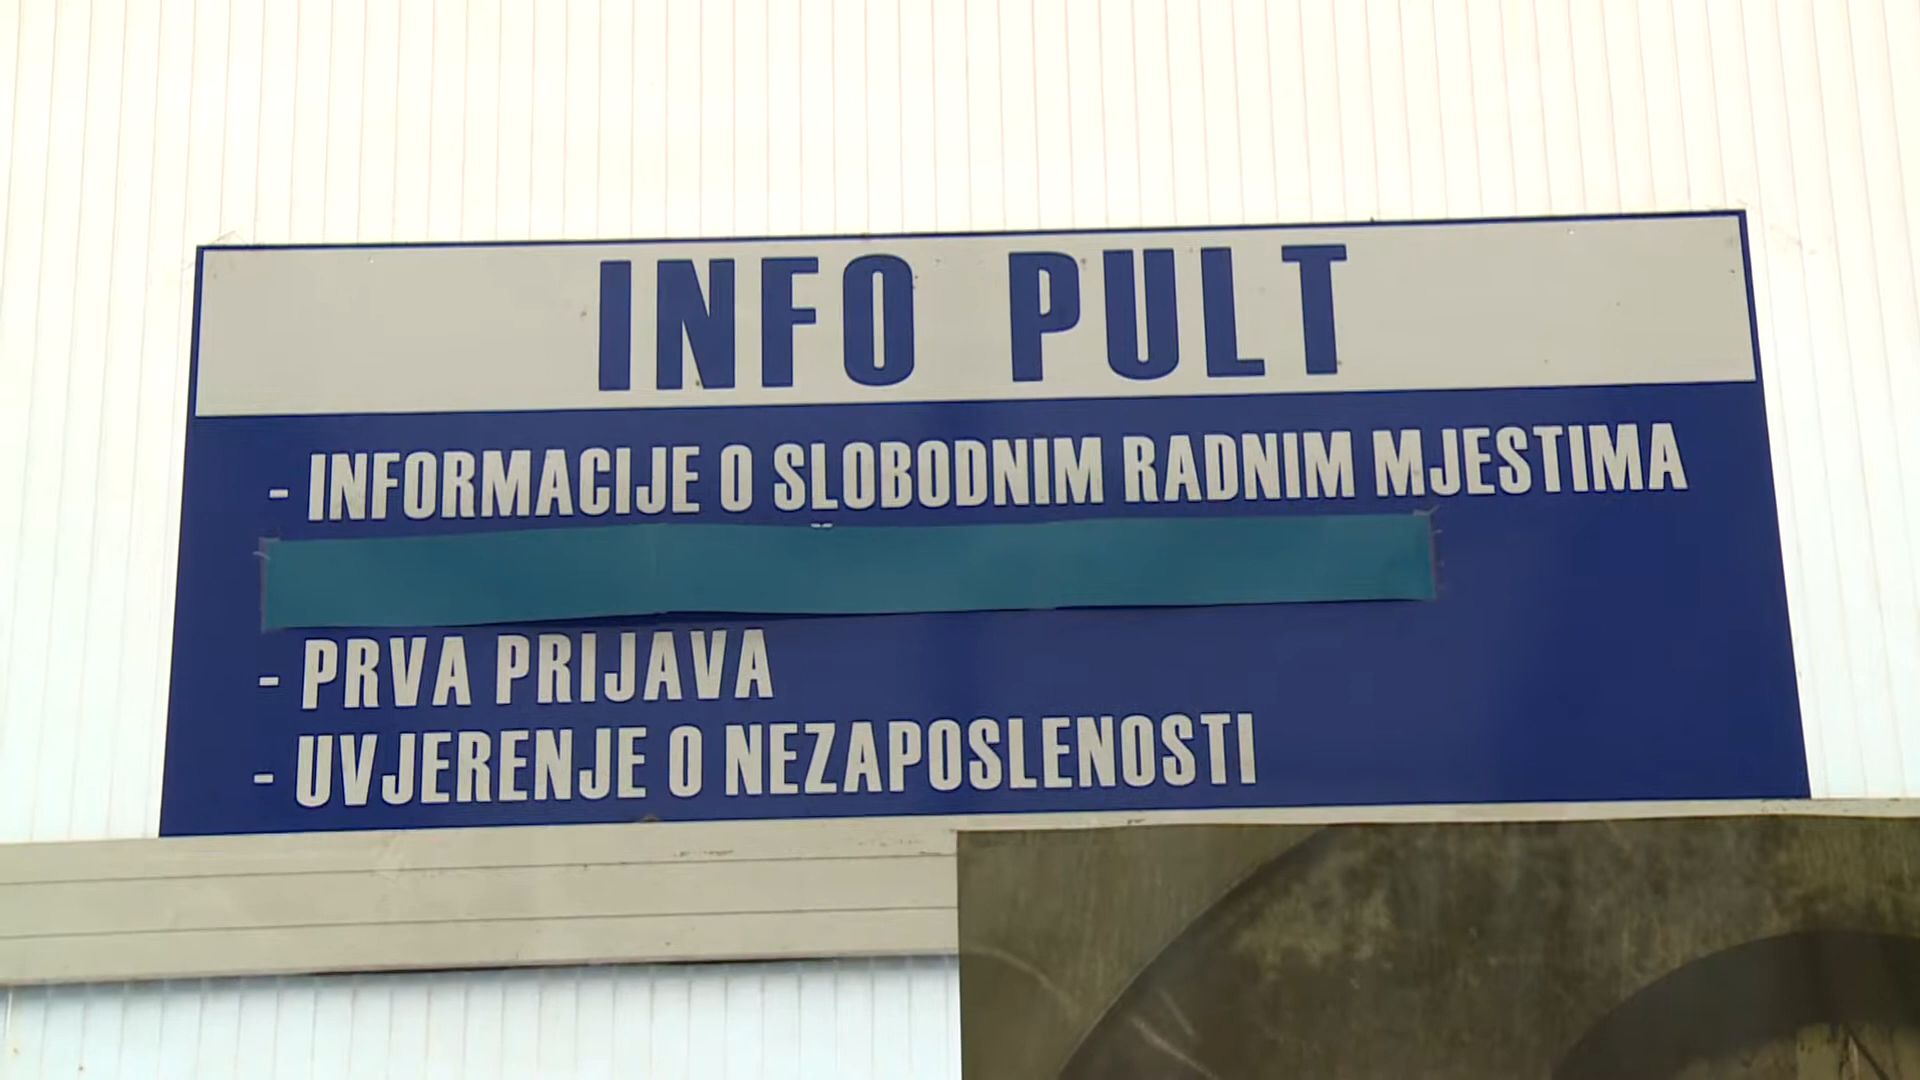 INFO PULT
- INFORMACIJE O SLOBODNIM RADNIM MJESTIMA
- PRVA PRIJAVA
- UVJERENJE O NEZAPOSLENOSTI